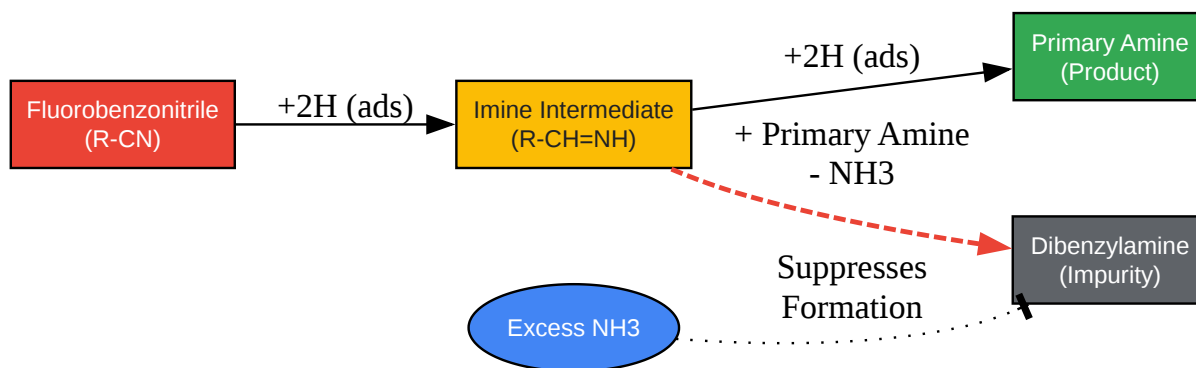 Fluorobenzonitrile
(R-CN)
+2H (ads)
Imine Intermediate
(R-CH=NH)
+2H (ads)
Primary Amine
(Product)
+ Primary Amine
- NH3
Dibenzylamine
(Impurity)
Suppresses
Formation
Excess NH3